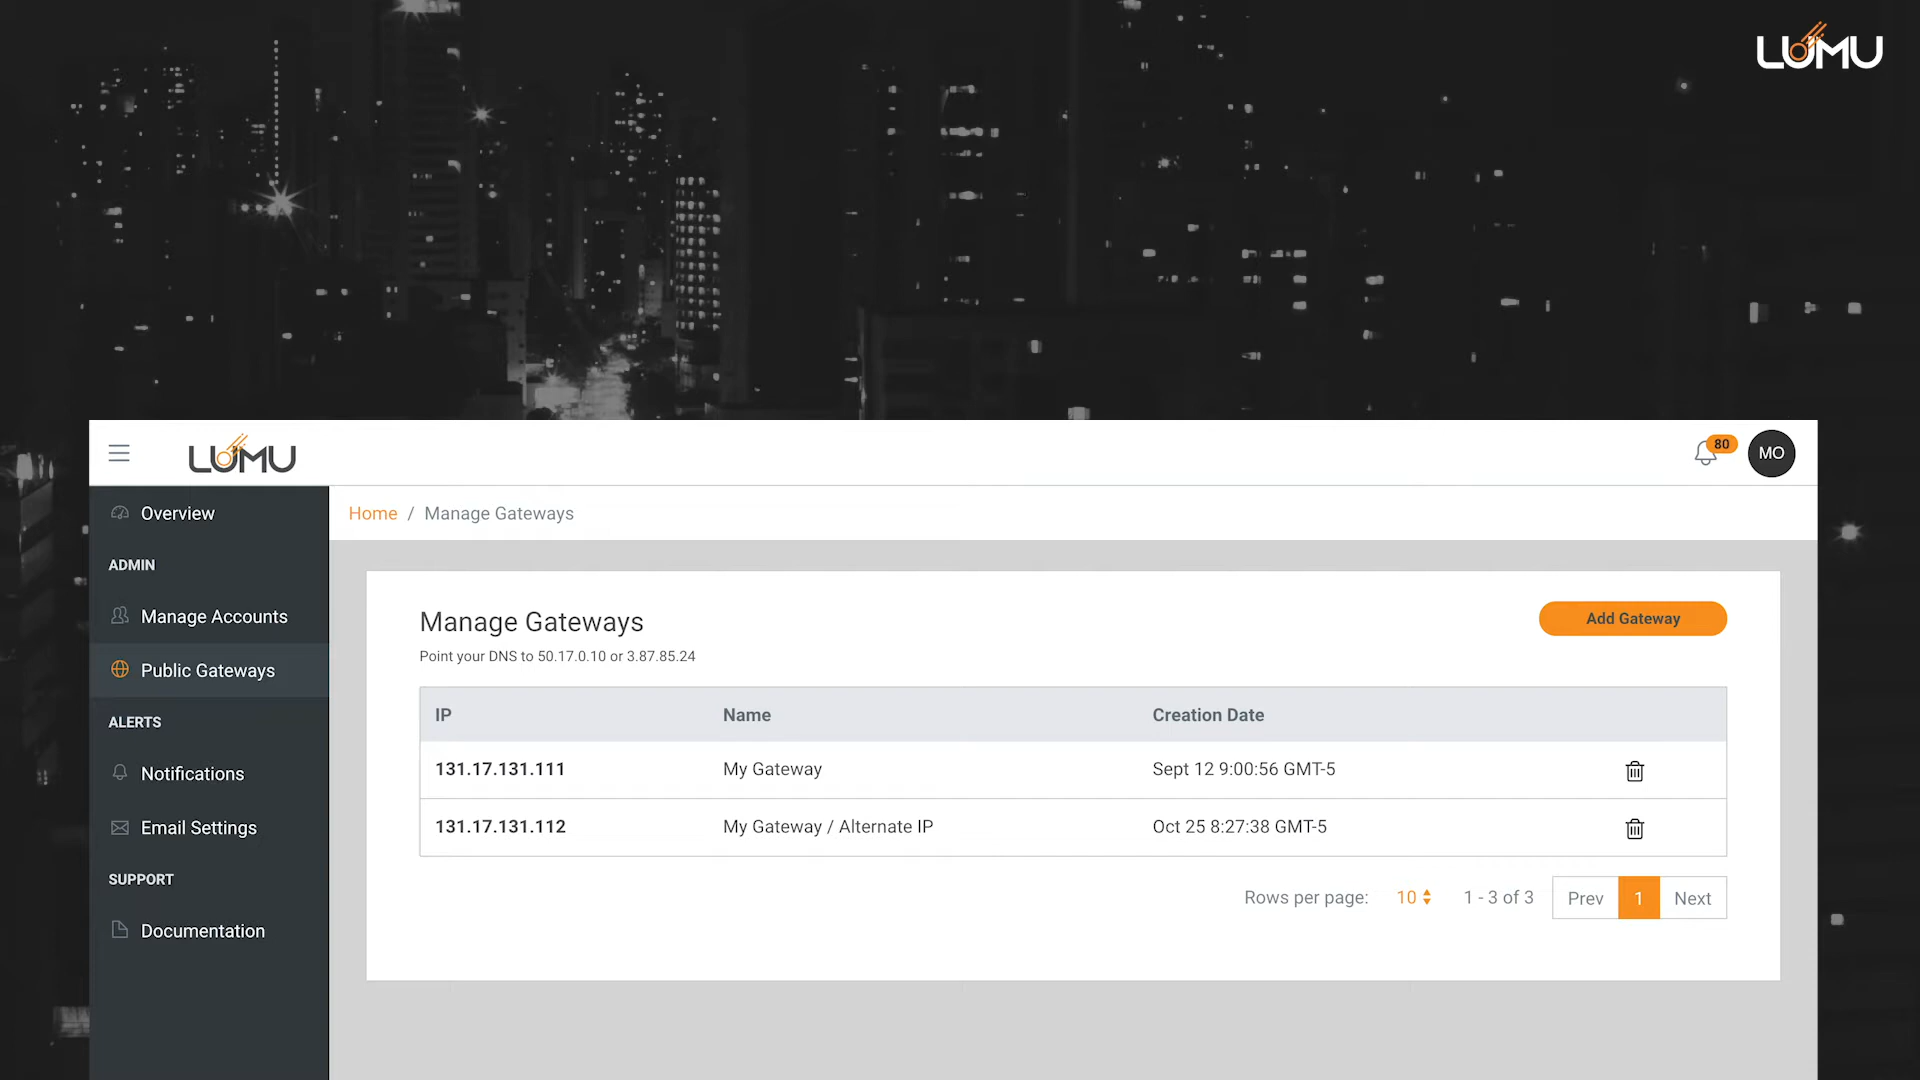 LUMU
LUMU
80
MO
Overview
Home / Manage Gateways
ADMIN
Manage Accounts
Public Gateways
ALERTS
Notifications
Email Settings
SUPPORT
Documentation
Manage Gateways
Add Gateway
Point your DNS to 50.17.0.10 or 3.87.85.24
IP Name Creation Date
131.17.131.111 My Gateway Sept 12 9:00:56 GMT-5
131.17.131.112 My Gateway / Alternate IP Oct 25 8:27:38 GMT-5
Rows per page: 10 1 - 3 of 3 Prev 1 Next